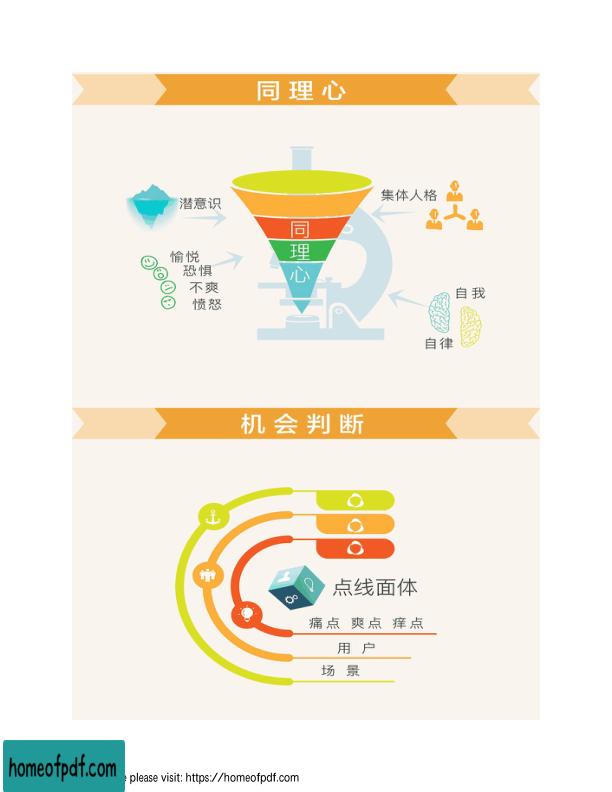 同理心
潜意识
集体人格
同
理
心
愉悦
恐惧
不爽
愤怒
自我
自律
机会判断
点线面体
痛点 爽点 痒点
用户
场景
homeofpdf.com
e please visit: https://homeofpdf.com